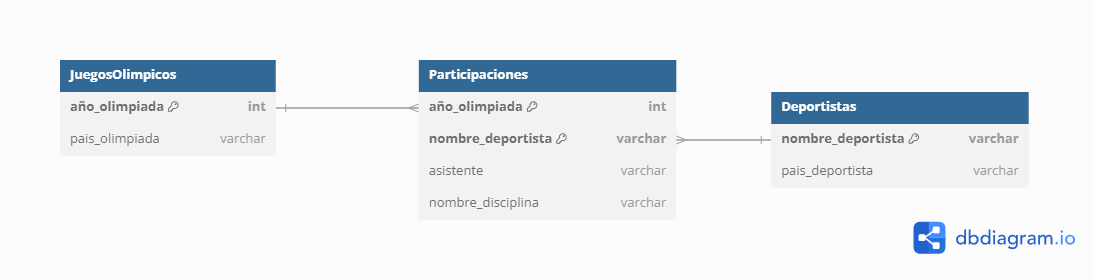 JuegosOlimpicos
año_olimpiada int
pais_olimpiada varchar
Participaciones
año_olimpiada int
nombre_deportista varchar
asistente varchar
nombre_disciplina varchar
Deportistas
nombre_deportista varchar
pais_deportista varchar
dbdiagram.io